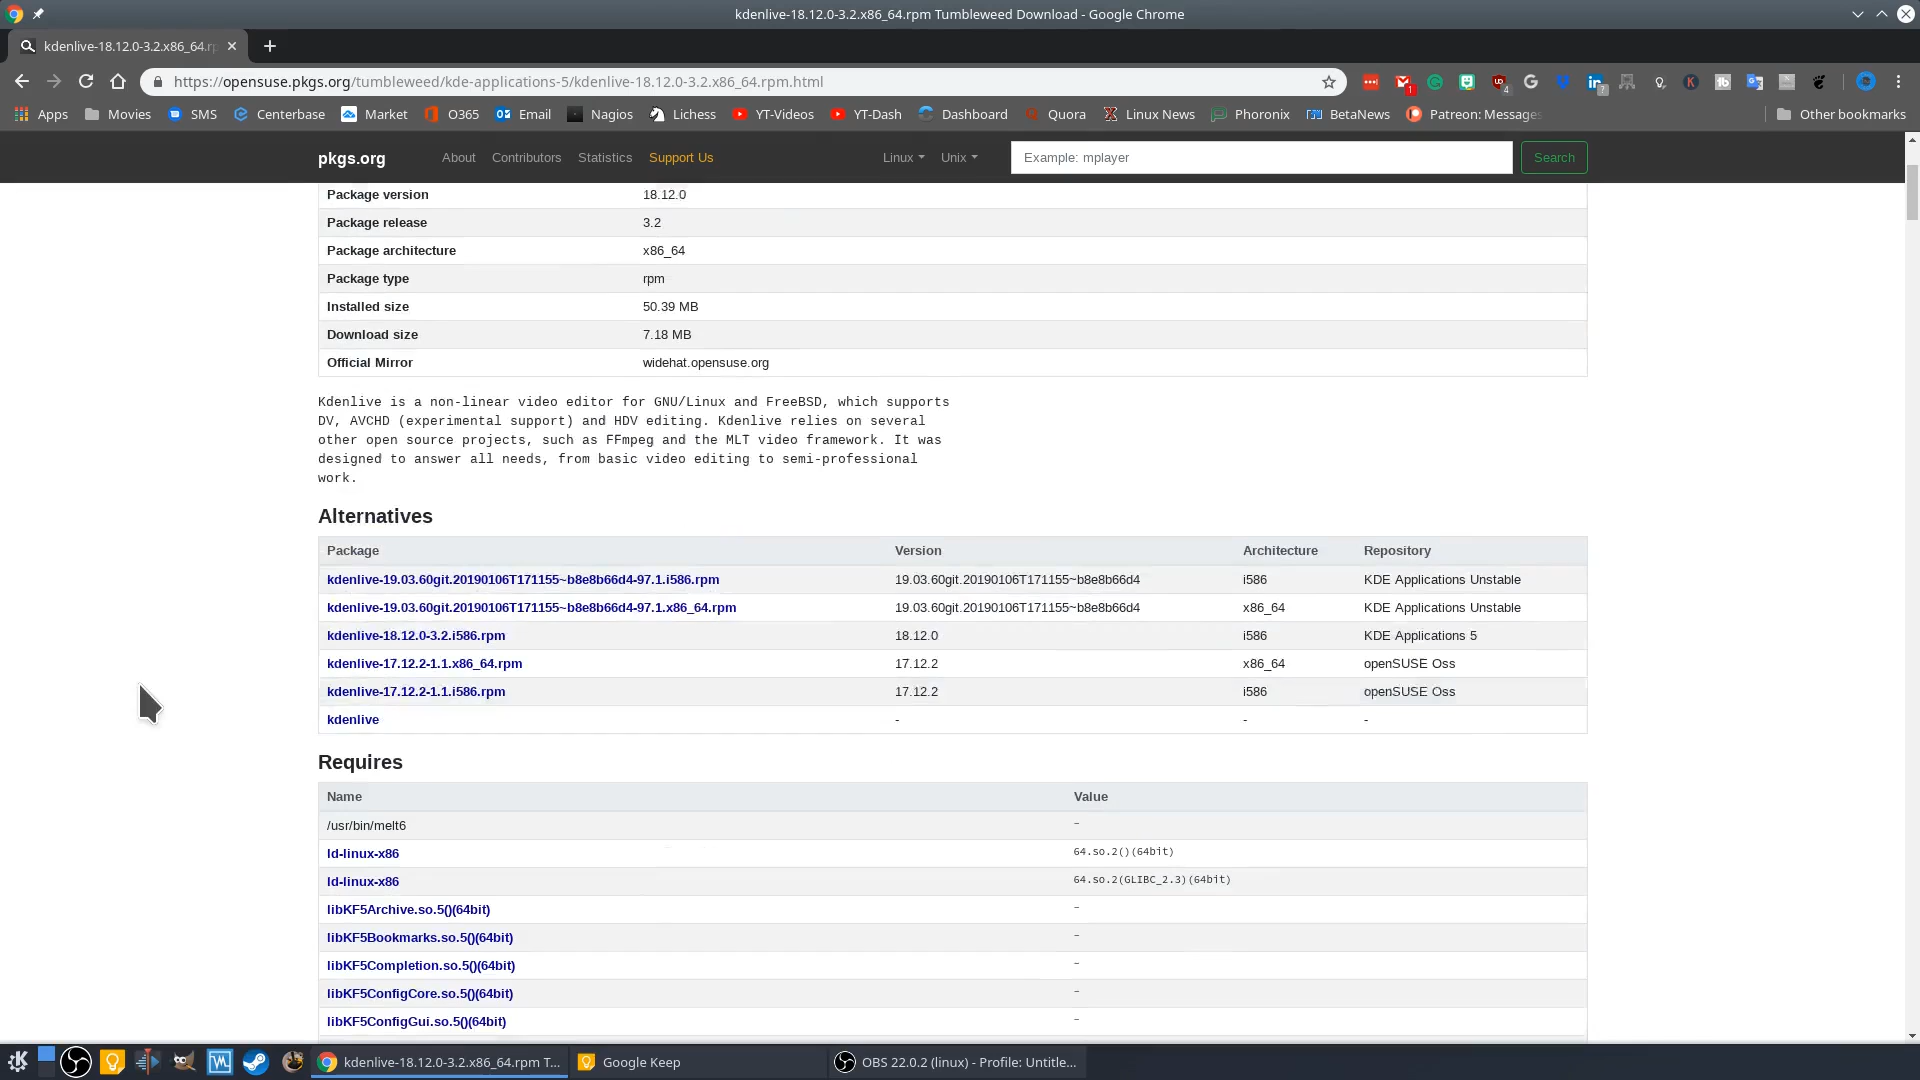 kdenlive-18.12.0-3.2.x86_64.rpm Tumbleweed Download - Google Chrome
kdenlive-18.12.0-3.2.x86_64.rp
https://opensuse.pkgs.org/tumbleweed/kde-applications-5/kdenlive-18.12.0-3.2.x86_64.rpm.html
Apps Movies SMS Centerbase Market O365 Email Nagios Lichess YT-Videos YT-Dash Dashboard Quora Linux News Phoronix BetaNews Patreon: Messages Other bookmarks
pkgs.org About Contributors Statistics Support Us Linux Unix Example: mplayer Search
Package version 18.12.0
Package release 3.2
Package architecture x86_64
Package type rpm
Installed size 50.39 MB
Download size 7.18 MB
Official Mirror widehat.opensuse.org
Kdenlive is a non-linear video editor for GNU/Linux and FreeBSD, which supports
DV, AVCHD (experimental support) and HDV editing. Kdenlive relies on several
other open source projects, such as FFmpeg and the MLT video framework. It was
designed to answer all needs, from basic video editing to semi-professional
work.
Alternatives
Package Version Architecture Repository
kdenlive-19.03.60git.20190106T171155~b8e8b66d4-97.1.i586.rpm 19.03.60git.20190106T171155~b8e8b66d4 i586 KDE Applications Unstable
kdenlive-19.03.60git.20190106T171155~b8e8b66d4-97.1.x86_64.rpm 19.03.60git.20190106T171155~b8e8b66d4 x86_64 KDE Applications Unstable
kdenlive-18.12.0-3.2.i586.rpm 18.12.0 i586 KDE Applications 5
kdenlive-17.12.2-1.1.x86_64.rpm 17.12.2 x86_64 openSUSE Oss
kdenlive-17.12.2-1.1.i586.rpm 17.12.2 i586 openSUSE Oss
kdenlive - - -
Requires
Name Value
/usr/bin/melt6 -
ld-linux-x86 64.so.2()(64bit)
ld-linux-x86 64.so.2(GLIBC_2.3)(64bit)
libKF5Archive.so.5()(64bit) -
libKF5Bookmarks.so.5()(64bit) -
libKF5Completion.so.5()(64bit) -
libKF5ConfigCore.so.5()(64bit) -
libKF5ConfigGui.so.5()(64bit) -
kdenlive-18.12.0-3.2.x86_64.rpm T... Google Keep OBS 22.0.2 (linux) - Profile: Untitle...